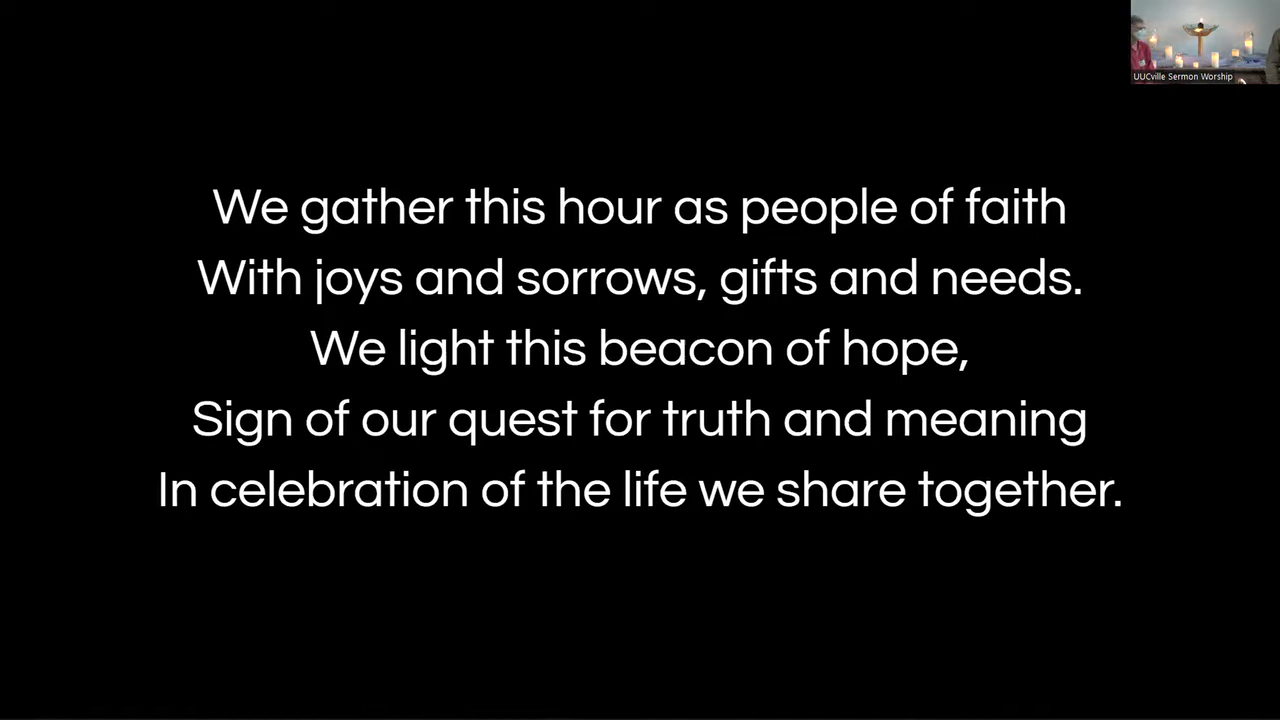 UUCville Sermon Worship
We gather this hour as people of faith
With joys and sorrows, gifts and needs.
We light this beacon of hope,
Sign of our quest for truth and meaning
In celebration of the life we share together.